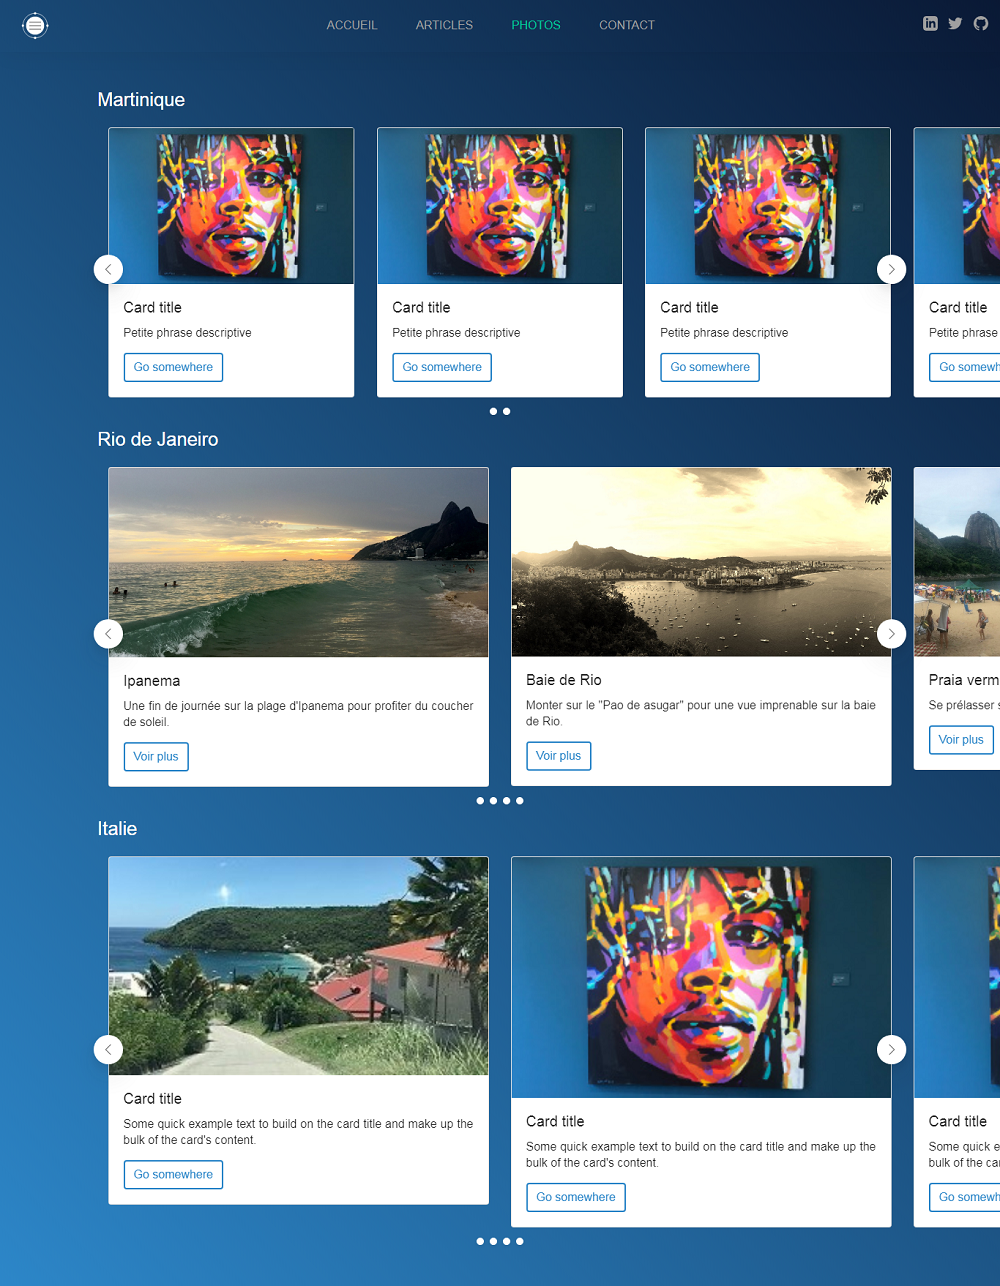 ACCUEIL ARTICLES PHOTOS CONTACT
Martinique
Card title Card title Card title Card title
Petite phrase descriptive Petite phrase descriptive Petite phrase descriptive Petite phrase
Go somewhere Go somewhere Go somewhere Go somewh
Rio de Janeiro
Ipanema
Une fin de journée sur la plage d'Ipanema pour profiter du coucher
de soleil.
Voir plus
Baie de Rio
Monter sur le "Pao de asugar" pour une vue imprenable sur la baie
de Rio.
Voir plus
Praia verm
Se prélasser s
Voir plus
Italie
Card title
Some quick example text to build on the card title and make up the
bulk of the card's content.
Go somewhere
Card title
Some quick example text to build on the card title and make up the
bulk of the card's content.
Go somewhere
Card title
Some quick e
bulk of the ca
Go somewh